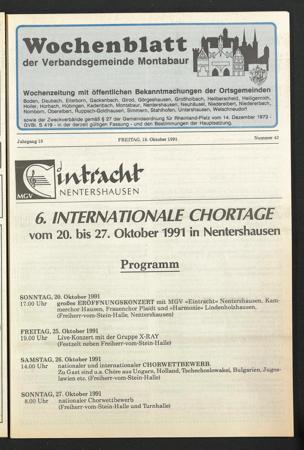 Wochenblatt
der Verbandsgemeinde Montabaur
Wochenzeitung mit öffentlichen Bekanntmachungen der Ortsgemeinden
Boden, Daubach, Eitelborn, Gackenbach, Girod, Görgeshausen, Großholbach, Heilberscheid, Heiligenroth,
Holler, Horbach, Hübingen, Kadenbach, Montabaur, Nentershausen, Neuhäusel, Niederelbert, Niedererbach,
Nomborn, Oberelbert, Ruppach-Goldhausen, Simmern, Stahlhofen, Untershausen, Welschneudorf
sowie der Zweckverbände gemäß § 27 der Gemeindeordnung für Rheinland-Pfalz vom 14. Dezember 1973 -
GVBl. S 419 - in der derzeit gültigen Fassung - und den Bestimmungen der Hauptsatzung.
FREITAG, 18. Oktober 1991
Nummer 42
MGV Eintracht
NENTERSHAUSEN
6. INTERNATIONALE CHORTAGE
vom 20. bis 27. Oktober 1991 in Nentershausen
Programm
SONNTAG, 20. Oktober 1991
17.00 Uhr großes ERÖFFNUNGSKONZERT mit MGV »Eintracht« Nentershausen, Kam-
merchor Hausen, Frauenchor Plaidt und »Harmonie« Lindenholzhausen,
(Freiherr-vom-Stein-Halle, Nentershausen)
FREITAG, 25. Oktober 1991
19.00 Uhr Live-Konzert mit der Gruppe X-RAY
(Festzelt neben Freiherr-vom-Stein-Halle)
SAMSTAG, 26. Oktober 1991
14.00 Uhr nationaler und internationaler CHORWETTBEWERB.
Zu Gast sind u.a. Chöre aus Ungarn, Holland, Tschechoslowakei, Bulgarien, Jugos-
lawien etc. (Freiherr-vom-Stein-Halle)
SONNTAG, 27. Oktober 1991
8.00 Uhr nationaler Chorwettbewerb
(Freiherr-vom-Stein-Halle und Turnhalle)